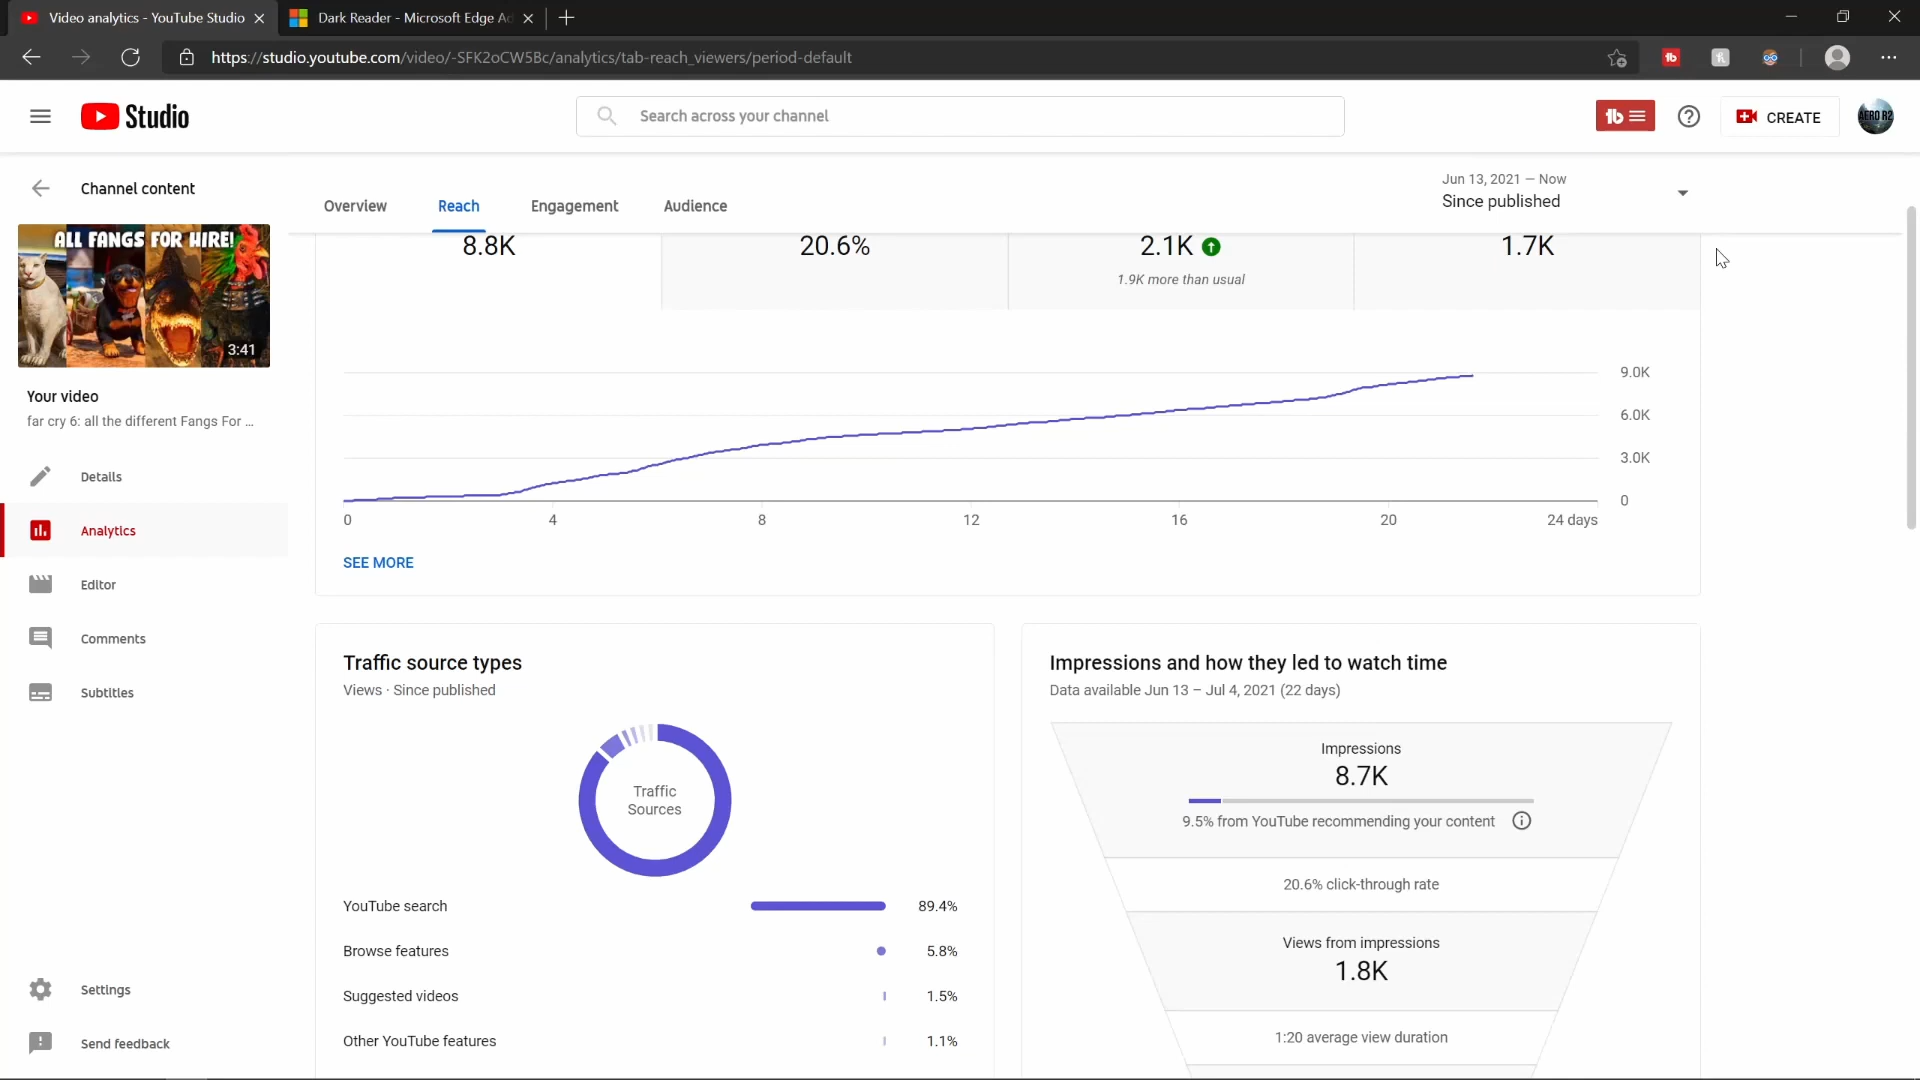 Video analytics - YouTube Studio
Dark Reader - Microsoft Edge Ad
https://studio.youtube.com/video/-SFK2oCW5Bc/analytics/tab-reach_viewers/period-default
Studio
Search across your channel
CREATE
AERO R2
Channel content
Overview
Reach
Engagement
Audience
Jun 13, 2021 – Now
Since published
ALL FANGS FOR HIRE!
3:41
Your video
far cry 6: all the different Fangs For ...
Details
Analytics
Editor
Comments
Subtitles
Settings
Send feedback
8.8K
20.6%
2.1K
1.9K more than usual
1.7K
9.0K
6.0K
3.0K
0
0 4 8 12 16 20 24 days
SEE MORE
Traffic source types
Views · Since published
Traffic
Sources
YouTube search 89.4%
Browse features 5.8%
Suggested videos 1.5%
Other YouTube features 1.1%
Impressions and how they led to watch time
Data available Jun 13 – Jul 4, 2021 (22 days)
Impressions
8.7K
9.5% from YouTube recommending your content
20.6% click-through rate
Views from impressions
1.8K
1:20 average view duration